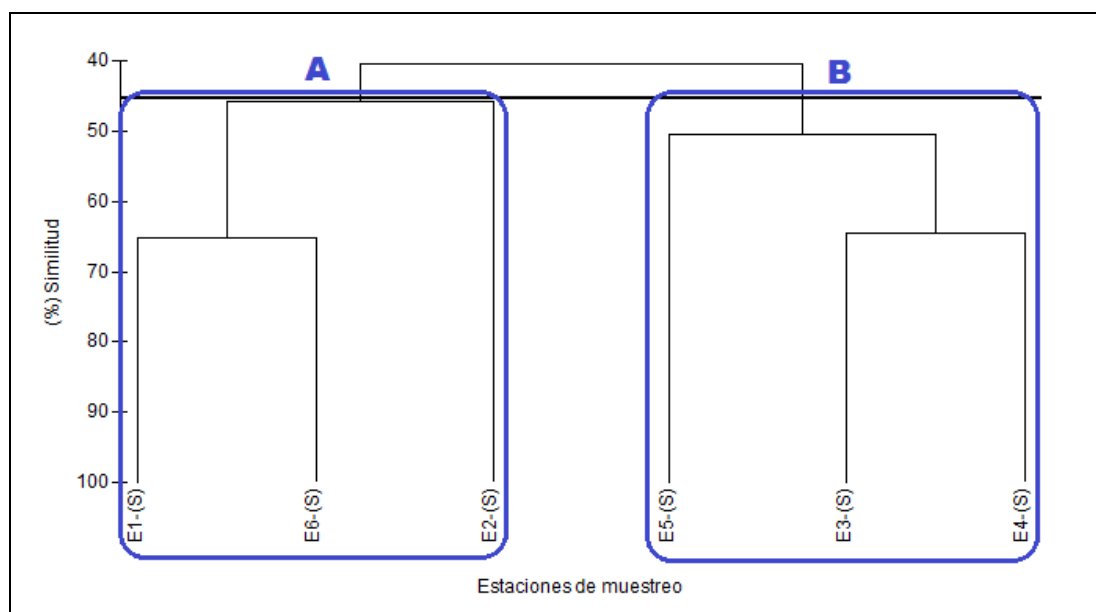 A
B
40
50
60
70
80
90
100
(%) Similitud
E1-(S)
E6-(S)
E2-(S)
E5-(S)
E3-(S)
E4-(S)
Estaciones de muestreo